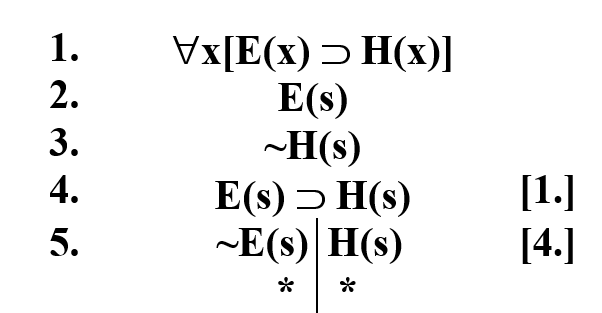 1. ∀x[E(x) ⊃ H(x)]
2. E(s)
3. ~H(s)
4. E(s) ⊃ H(s) [1.]
5. ~E(s) | H(s) [4.]
* | *